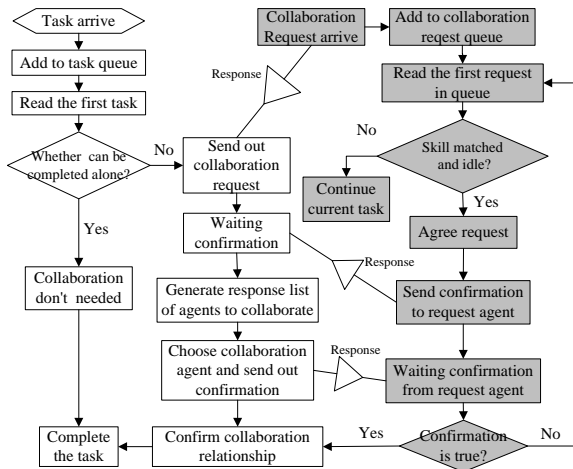 Task arrive
Add to task queue
Read the first task
Whether can be
completed alone?
No
Yes
Collaboration
don't needed
Complete
the task
Send out
collaboration
request
Waiting
confirmation
Generate response list
of agents to collaborate
Choose collaboration
agent and send out
confirmation
Confirm collaboration
relationship
Response
Response
Response
Collaboration
Request arrive
Add to collaboration
reqest queue
Read the first request
in queue
No
Skill matched
and idle?
Continue
current task
Yes
Agree request
Send confirmation
to request agent
Waiting confirmation
from request agent
Yes
Confirmation
is true?
No